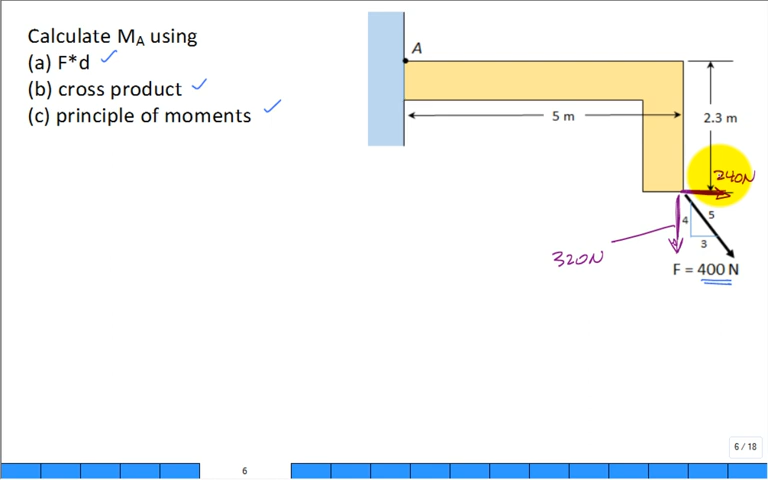 Calculate MA using
(a) F*d
(b) cross product
(c) principle of moments
A
5 m
2.3 m
240N
4
5
3
320N
F = 400 N
6 / 18
6